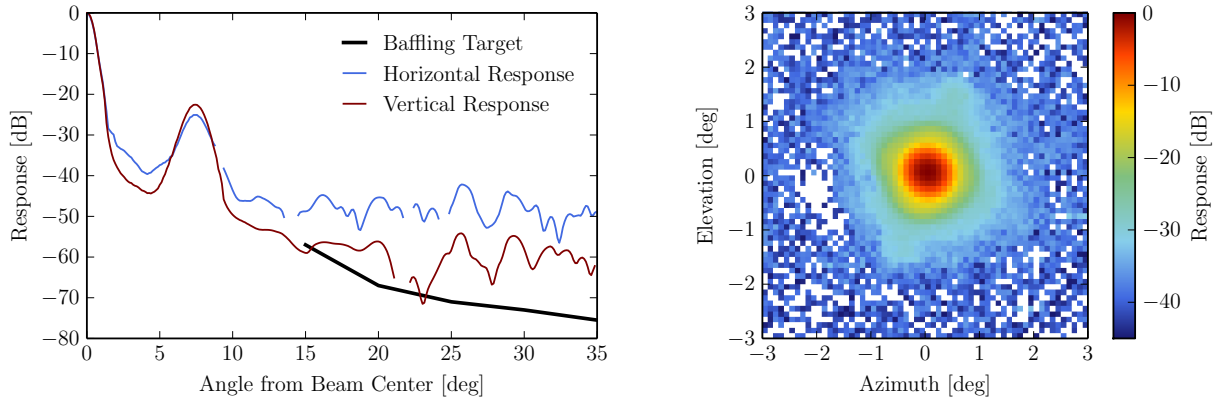 Response [dB]
0
−10
−20
−30
−40
−50
−60
−70
−80
Baffling Target
Horizontal Response
Vertical Response
0 5 10 15 20 25 30 35
Angle from Beam Center [deg]
Elevation [deg]
3
2
1
0
−1
−2
−3
−3 −2 −1 0 1 2 3
Azimuth [deg]
0
−10
−20
−30
−40
Response [dB]